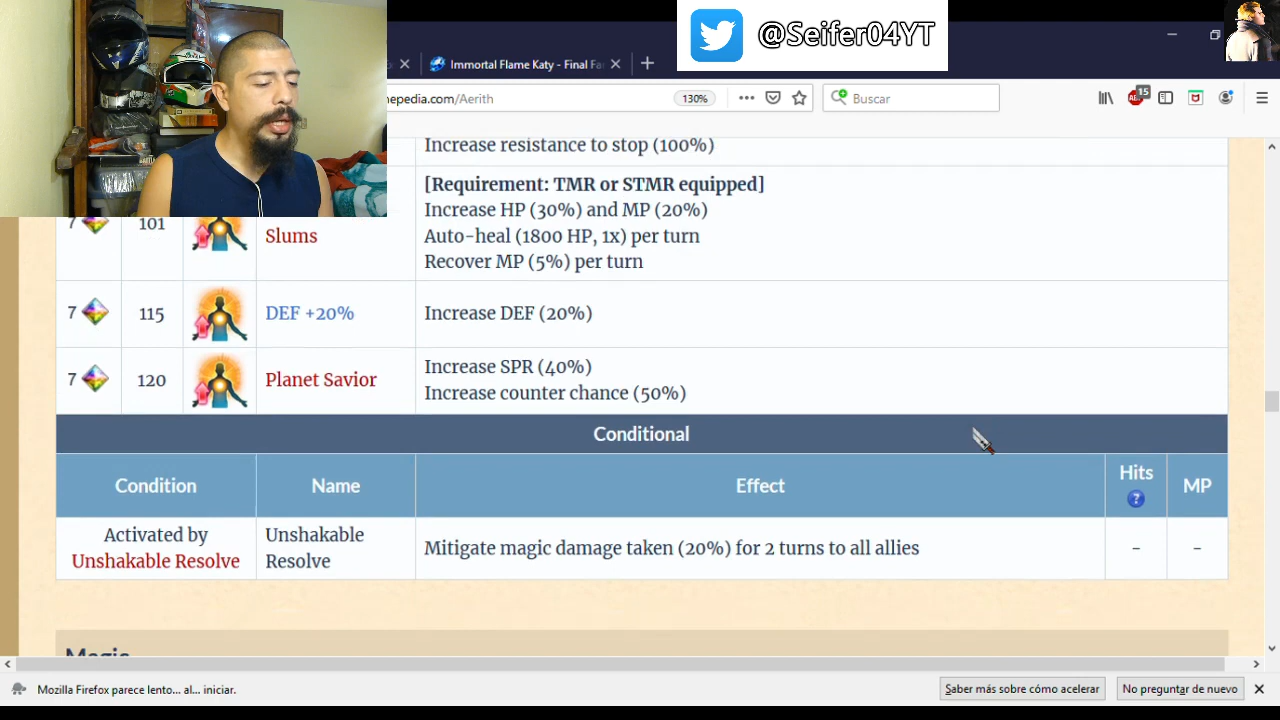 @Seifer04YT
Immortal Flame Katy - Final Fa
nepedia.com/Aerith
130%
Buscar
15
Increase resistance to stop (100%)
[Requirement: TMR or STMR equipped]
7 101 Slums
Increase HP (30%) and MP (20%)
Auto-heal (1800 HP, 1x) per turn
Recover MP (5%) per turn
7 115 DEF +20% Increase DEF (20%)
7 120 Planet Savior Increase SPR (40%)
Increase counter chance (50%)
Conditional
Condition Name Effect Hits ? MP
Activated by Unshakable Resolve
Unshakable Resolve
Mitigate magic damage taken (20%) for 2 turns to all allies - -
Magic
Mozilla Firefox parece lento... al... iniciar.
Saber más sobre cómo acelerar
No preguntar de nuevo